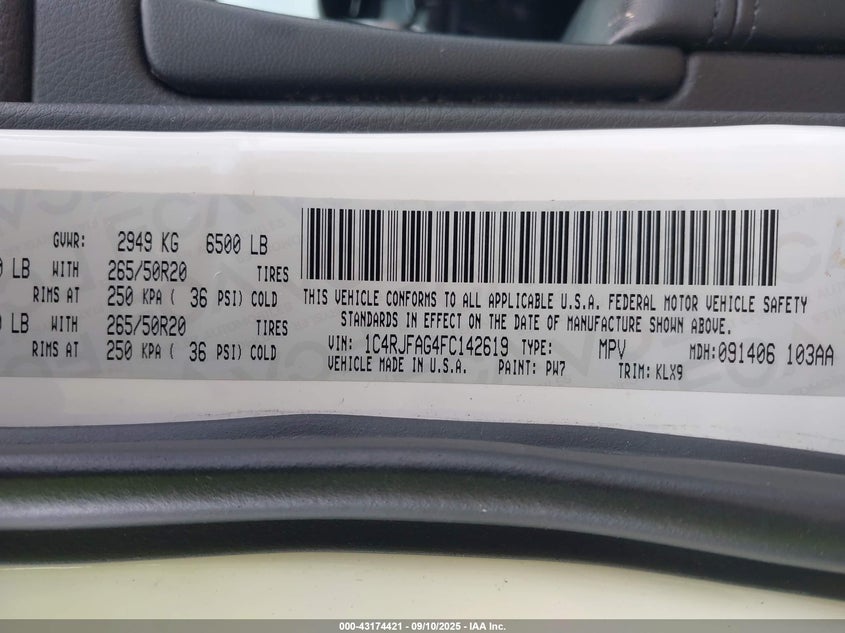 GVWR: 2949 KG 6500 LB
LB WITH 265/50R20 TIRES
RIMS AT 250 KPA ( 36 PSI) COLD
LB WITH 265/50R20 TIRES
RIMS AT 250 KPA ( 36 PSI) COLD
THIS VEHICLE CONFORMS TO ALL APPLICABLE U.S.A. FEDERAL MOTOR VEHICLE SAFETY
STANDARDS IN EFFECT ON THE DATE OF MANUFACTURE SHOWN ABOVE.
VIN: 1C4RJFAG4FC142619 TYPE: MPV MDH:091406 103AA
VEHICLE MADE IN U.S.A. PAINT: PW7 TRIM: KLX9
000-43174421 - 09/10/2025 - IAA Inc.